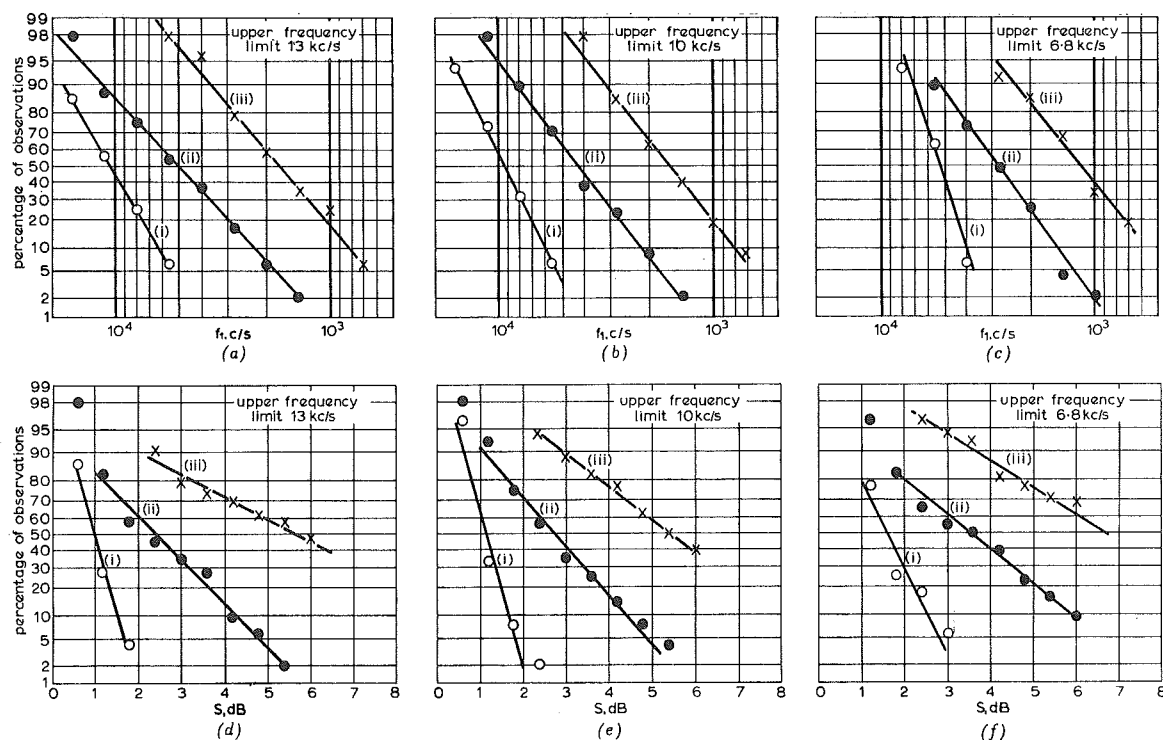 upper frequency
limit 13 kc/s
upper frequency
limit 10 kc/s
upper frequency
limit 6·8 kc/s
percentage of observations
99
98
95
90
80
70
60
50
40
30
20
10
5
2
1
(i)
(ii)
(iii)
(i)
(ii)
(iii)
(i)
(ii)
(iii)
10⁴ 10³
f₁, c/s
(a)
10⁴ 10³
f₁, c/s
(b)
10⁴ 10³
f₁, c/s
(c)
upper frequency
limit 13 kc/s
upper frequency
limit 10 kc/s
upper frequency
limit 6·8 kc/s
percentage of observations
99
98
95
90
80
70
60
50
40
30
20
10
5
2
1
(i)
(ii)
(iii)
(i)
(ii)
(iii)
(i)
(ii)
(iii)
0 1 2 3 4 5 6 7 8
S, dB
(d)
0 1 2 3 4 5 6 7 8
S, dB
(e)
0 1 2 3 4 5 6 7 8
S, dB
(f)